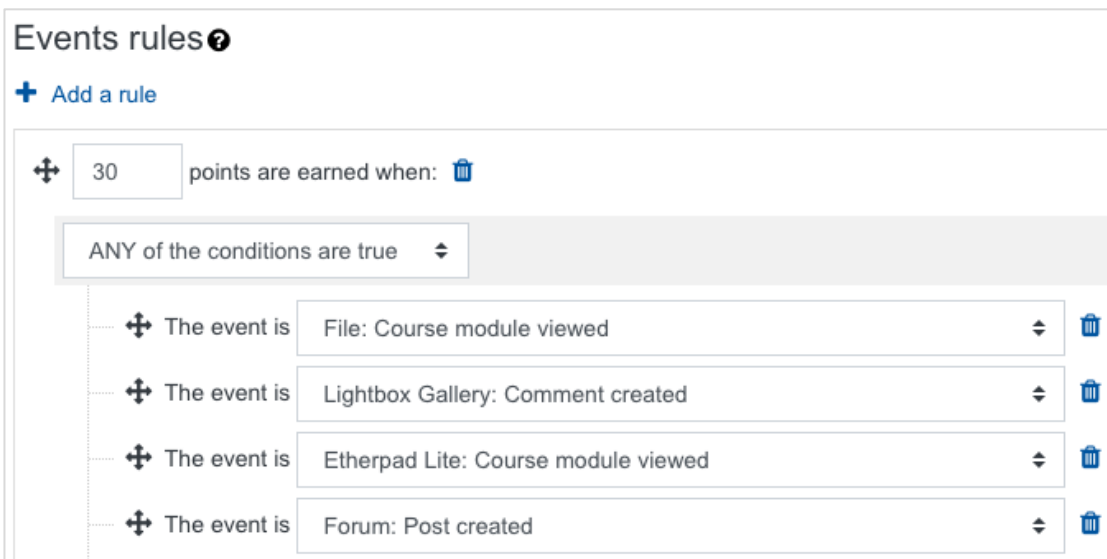 Events rules
Add a rule
30 points are earned when:
ANY of the conditions are true
The event is File: Course module viewed
The event is Lightbox Gallery: Comment created
The event is Etherpad Lite: Course module viewed
The event is Forum: Post created